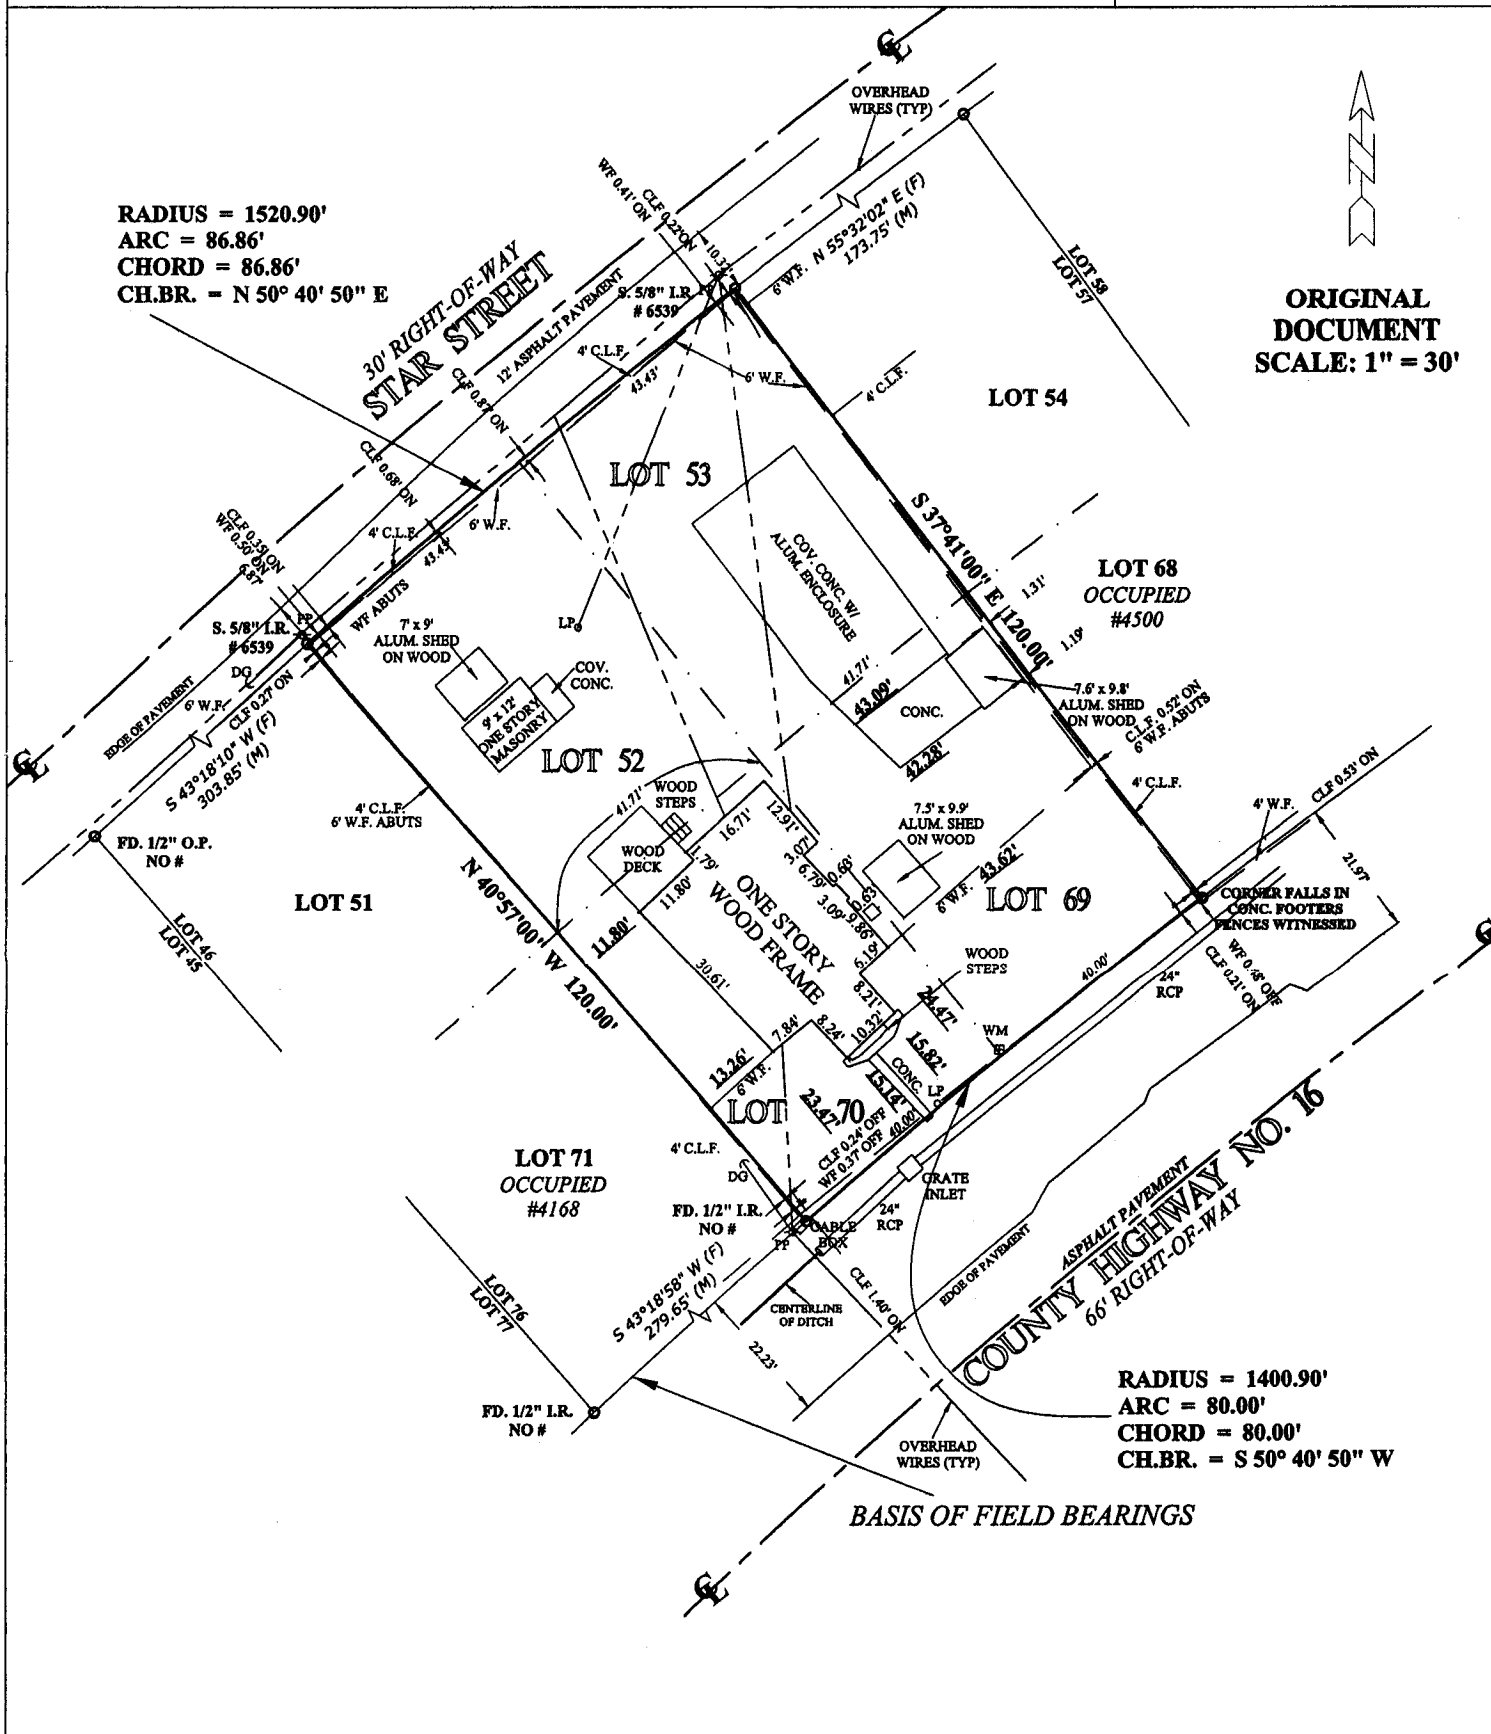 RADIUS = 1520.90'
ARC = 86.86'
CHORD = 86.86'
CH.BR. = N 50° 40' 50" E
30' RIGHT-OF-WAY
STAR STREET
12' ASPHALT PAVEMENT
OVERHEAD
WIRES (TYP)
WF 0.41' ON
CLF 0.22' ON
S. 5/8" I.R.
# 6539
PP
6' W.F.
N 55°32'02" E (F)
173.75' (M)
LOT 58
LOT 57
ORIGINAL
DOCUMENT
SCALE: 1" = 30'
4' C.L.F.
43.43'
6' W.F.
4' C.L.F.
LOT 54
CLF 0.87' ON
CLF 0.68' ON
LOT 53
4' C.L.F.
6' W.F.
43.43'
CLF 0.35' ON
WF 0.50' ON
6.87'
WF ABUTS
PP
S. 5/8" I.R.
# 6539
DG
6' W.F.
CLF 0.27' ON
EDGE OF PAVEMENT
S 43°18'10" W (F)
303.85' (M)
FD. 1/2" O.P.
NO #
LOT 46
LOT 45
LOT 51
COV. CONC. W/
ALUM. ENCLOSURE
S 37°41'00" E 120.00'
1.31'
1.19'
LOT 68
OCCUPIED
#4500
LP
7' x 9'
ALUM. SHED
ON WOOD
COV.
CONC.
9' x 12'
ONE STORY
MASONRY
41.71'
43.09'
CONC.
42.28'
7.6' x 9.8'
ALUM. SHED
ON WOOD
C.L.F. 0.52' ON
6' W.F. ABUTS
4' C.L.F.
LOT 52
4' C.L.F.
6' W.F. ABUTS
41.71'
WOOD
STEPS
WOOD
DECK
16.71'
12.91'
1.79'
11.80'
3.07'
6.79'
0.63'
0.63'
3.09'
9.86'
7.5' x 9.9'
ALUM. SHED
ON WOOD
6' W.F.
43.62'
4' W.F.
CLF 0.53' ON
21.97'
LOT 69
CORNER FALLS IN
CONC. FOOTERS
FENCES WITNESSED
N 40°57'00" W 120.00'
11.80'
ONE STORY
WOOD FRAME
30.61'
6.19'
8.21'
WOOD
STEPS
24.47'
40.00'
24"
RCP
WF 0.48' OFF
CLF 0.21' ON
7.84'
8.24'
10.32'
15.82'
WM
13.26'
6' W.F.
CONC.
15.14'
LP
LOT 70
23.47'
CLF 0.24' OFF
WF 0.37' OFF
40.00'
LOT 71
OCCUPIED
#4168
4' C.L.F.
DG
FD. 1/2" I.R.
NO #
PP
CABLE
BOX
24"
RCP
GRATE
INLET
S 43°18'58" W (F)
279.65' (M)
LOT 76
LOT 77
CENTERLINE
OF DITCH
22.23'
CLF 1.40' ON
EDGE OF PAVEMENT
ASPHALT PAVEMENT
COUNTY HIGHWAY NO. 16
66' RIGHT-OF-WAY
FD. 1/2" I.R.
NO #
OVERHEAD
WIRES (TYP)
RADIUS = 1400.90'
ARC = 80.00'
CHORD = 80.00'
CH.BR. = S 50° 40' 50" W
BASIS OF FIELD BEARINGS